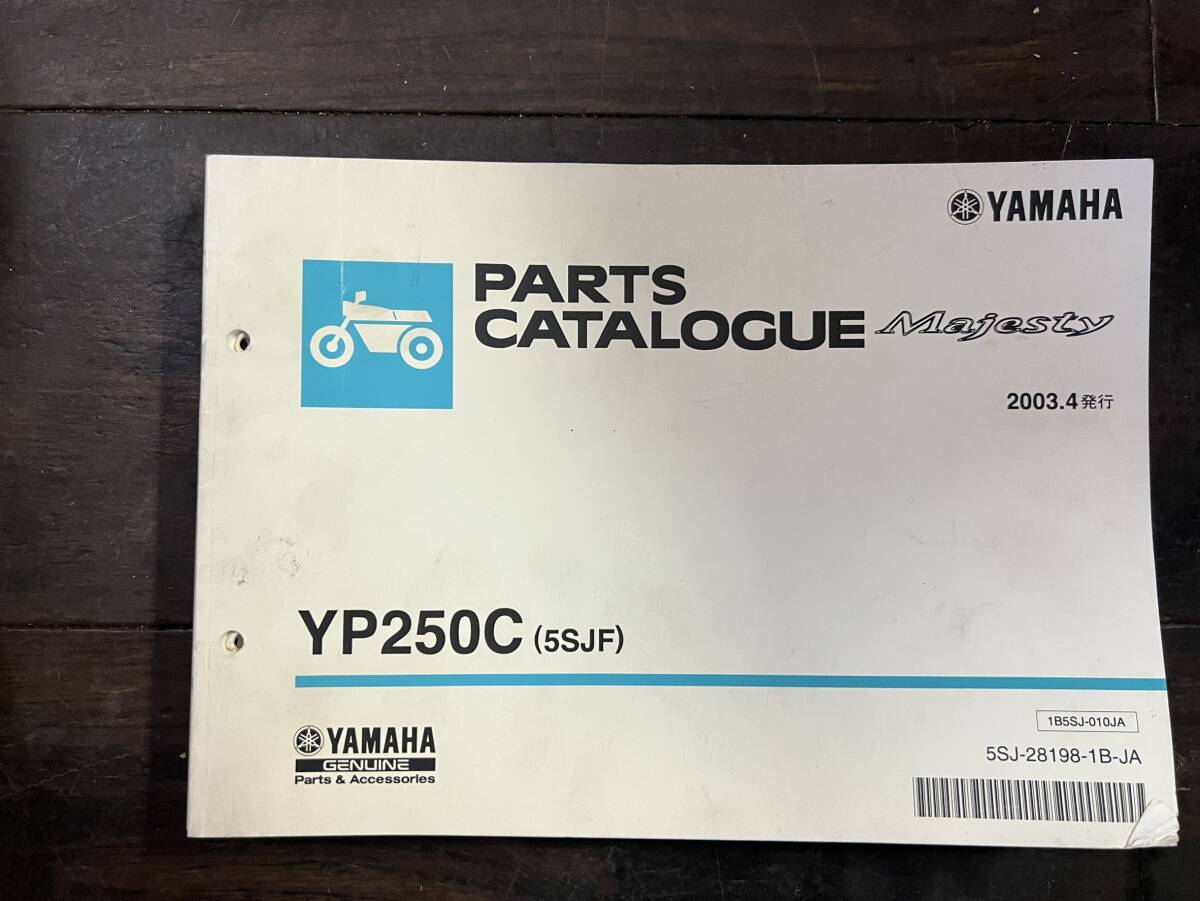 YAMAHA
PARTS
CATALOGUE Majesty
2003.4発行
YP250C (5SJF)
YAMAHA
GENUINE
Parts & Accessories
1B5SJ-010JA
5SJ-28198-1B-JA